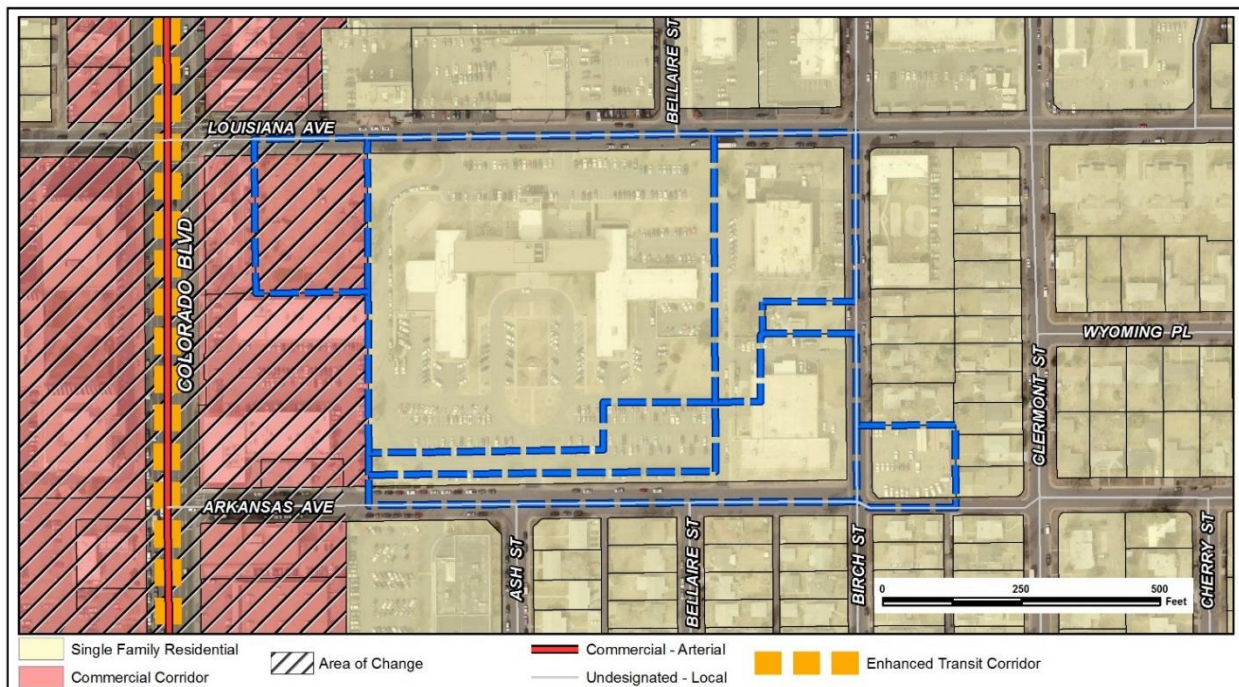 BELLAIRE ST
LOUISIANA AVE
COLORADO BLVD
WYOMING PL
CLERMONT ST
ARKANSAS AVE
ASH ST
BELLAIRE ST
BIRCH ST
CHERRY ST
0 250 500
Feet
Single Family Residential
Commercial Corridor
Area of Change
Commercial - Arterial
Undesignated - Local
Enhanced Transit Corridor